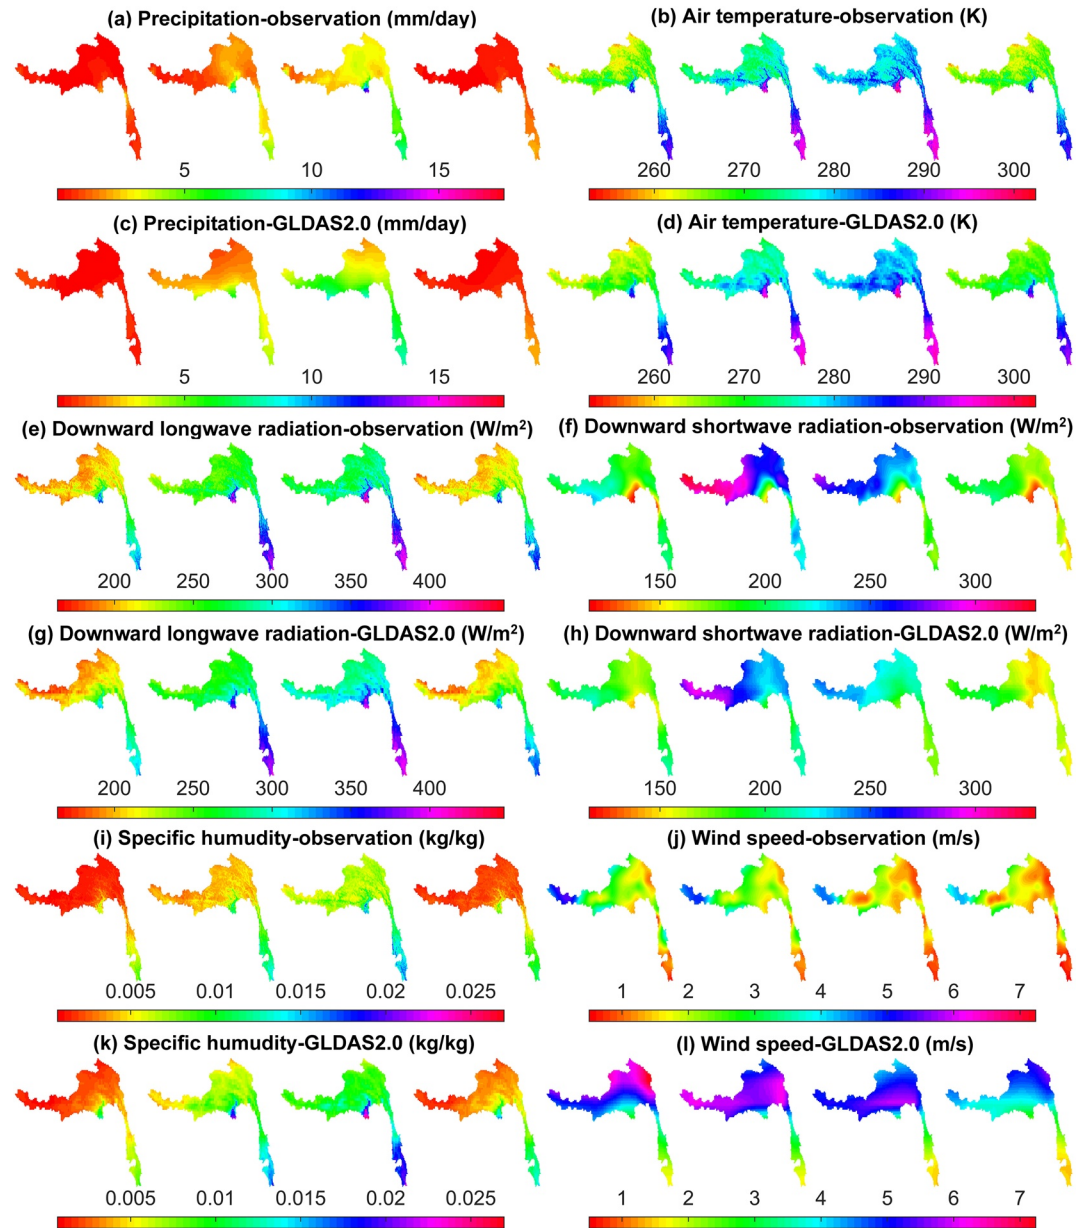 (a) Precipitation-observation (mm/day)
(b) Air temperature-observation (K)
5 10 15
260 270 280 290 300
(c) Precipitation-GLDAS2.0 (mm/day)
(d) Air temperature-GLDAS2.0 (K)
5 10 15
260 270 280 290 300
(e) Downward longwave radiation-observation (W/m²)
(f) Downward shortwave radiation-observation (W/m²)
200 250 300 350 400
150 200 250 300
(g) Downward longwave radiation-GLDAS2.0 (W/m²)
(h) Downward shortwave radiation-GLDAS2.0 (W/m²)
200 250 300 350 400
150 200 250 300
(i) Specific humudity-observation (kg/kg)
(j) Wind speed-observation (m/s)
0.005 0.01 0.015 0.02 0.025
1 2 3 4 5 6 7
(k) Specific humudity-GLDAS2.0 (kg/kg)
(l) Wind speed-GLDAS2.0 (m/s)
0.005 0.01 0.015 0.02 0.025
1 2 3 4 5 6 7